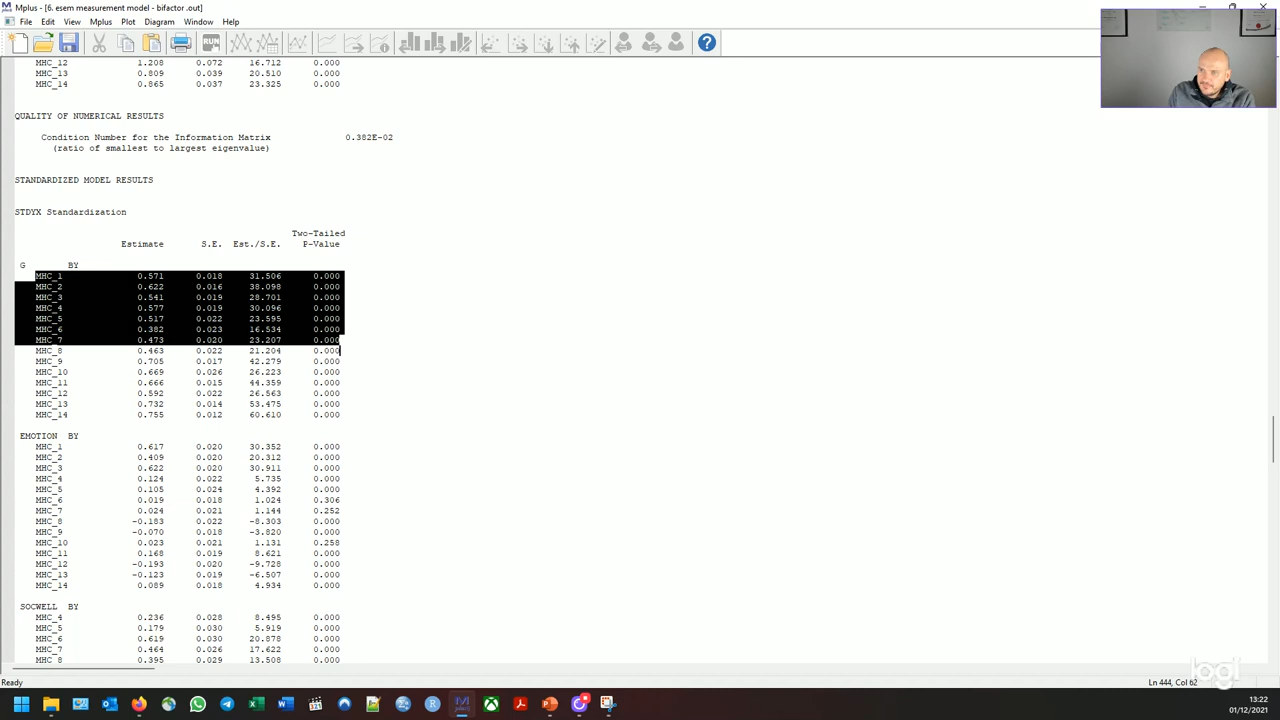 Mplus - [6. esem measurement model - bifactor .out]
File Edit View Mplus Plot Diagram Window Help
RUN
MHC_12 1.208 0.072 16.712 0.000
MHC_13 0.809 0.039 20.510 0.000
MHC_14 0.865 0.037 23.325 0.000
QUALITY OF NUMERICAL RESULTS
Condition Number for the Information Matrix 0.382E-02
(ratio of smallest to largest eigenvalue)
STANDARDIZED MODEL RESULTS
STDYX Standardization
Two-Tailed
Estimate S.E. Est./S.E. P-Value
G BY
MHC_1 0.571 0.018 31.506 0.000
MHC_2 0.622 0.016 38.098 0.000
MHC_3 0.541 0.019 28.701 0.000
MHC_4 0.577 0.019 30.096 0.000
MHC_5 0.517 0.022 23.595 0.000
MHC_6 0.382 0.023 16.534 0.000
MHC_7 0.473 0.020 23.207 0.000
MHC_8 0.463 0.022 21.204 0.000
MHC_9 0.705 0.017 42.279 0.000
MHC_10 0.669 0.026 26.223 0.000
MHC_11 0.666 0.015 44.359 0.000
MHC_12 0.592 0.022 26.563 0.000
MHC_13 0.732 0.014 53.475 0.000
MHC_14 0.755 0.012 60.610 0.000
EMOTION BY
MHC_1 0.617 0.020 30.352 0.000
MHC_2 0.409 0.020 20.312 0.000
MHC_3 0.622 0.020 30.911 0.000
MHC_4 0.124 0.022 5.735 0.000
MHC_5 0.105 0.024 4.392 0.000
MHC_6 0.019 0.018 1.024 0.306
MHC_7 0.024 0.021 1.144 0.252
MHC_8 -0.183 0.022 -8.303 0.000
MHC_9 -0.070 0.018 -3.820 0.000
MHC_10 0.023 0.021 1.131 0.258
MHC_11 0.168 0.019 8.621 0.000
MHC_12 -0.193 0.020 -9.728 0.000
MHC_13 -0.123 0.019 -6.507 0.000
MHC_14 0.089 0.018 4.934 0.000
SOCWELL BY
MHC_4 0.236 0.028 8.495 0.000
MHC_5 0.179 0.030 5.919 0.000
MHC_6 0.619 0.030 20.878 0.000
MHC_7 0.464 0.026 17.622 0.000
MHC_8 0.395 0.029 13.508 0.000
logi
Ready Ln 444, Col 62
13:22
01/12/2021